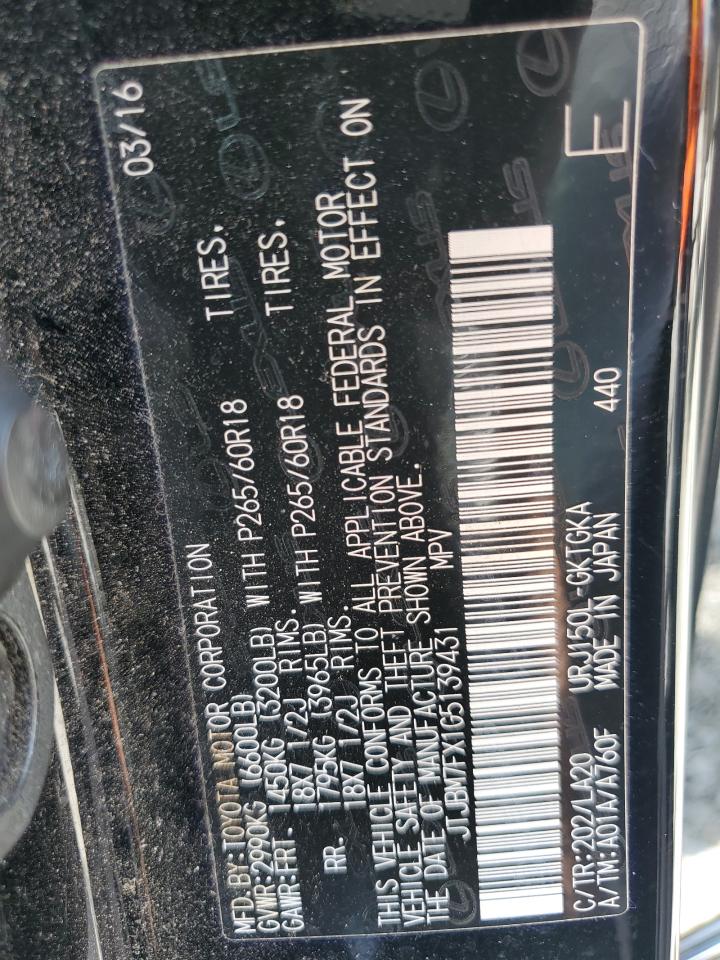 MFD.BY:TOYOTA MOTOR CORPORATION 03/16
GVWR:2990KG (6600LB)
GAWR:FRT. 1450KG (3200LB) WITH P265/60R18 TIRES,
18X7 1/2J RIMS.
RR. 1795KG (3965LB) WITH P265/60R18 TIRES,
18X7 1/2J RIMS.
THIS VEHICLE CONFORMS TO ALL APPLICABLE FEDERAL MOTOR
VEHICLE SAFETY AND THEFT PREVENTION STANDARDS IN EFFECT ON
THE DATE OF MANUFACTURE SHOWN ABOVE.
JTJBM7FX1G5139431 MPV
C/TR:202/LA20 URJ150L-GKTGKA 440
A/TM:A01A/A760F MADE IN JAPAN
E